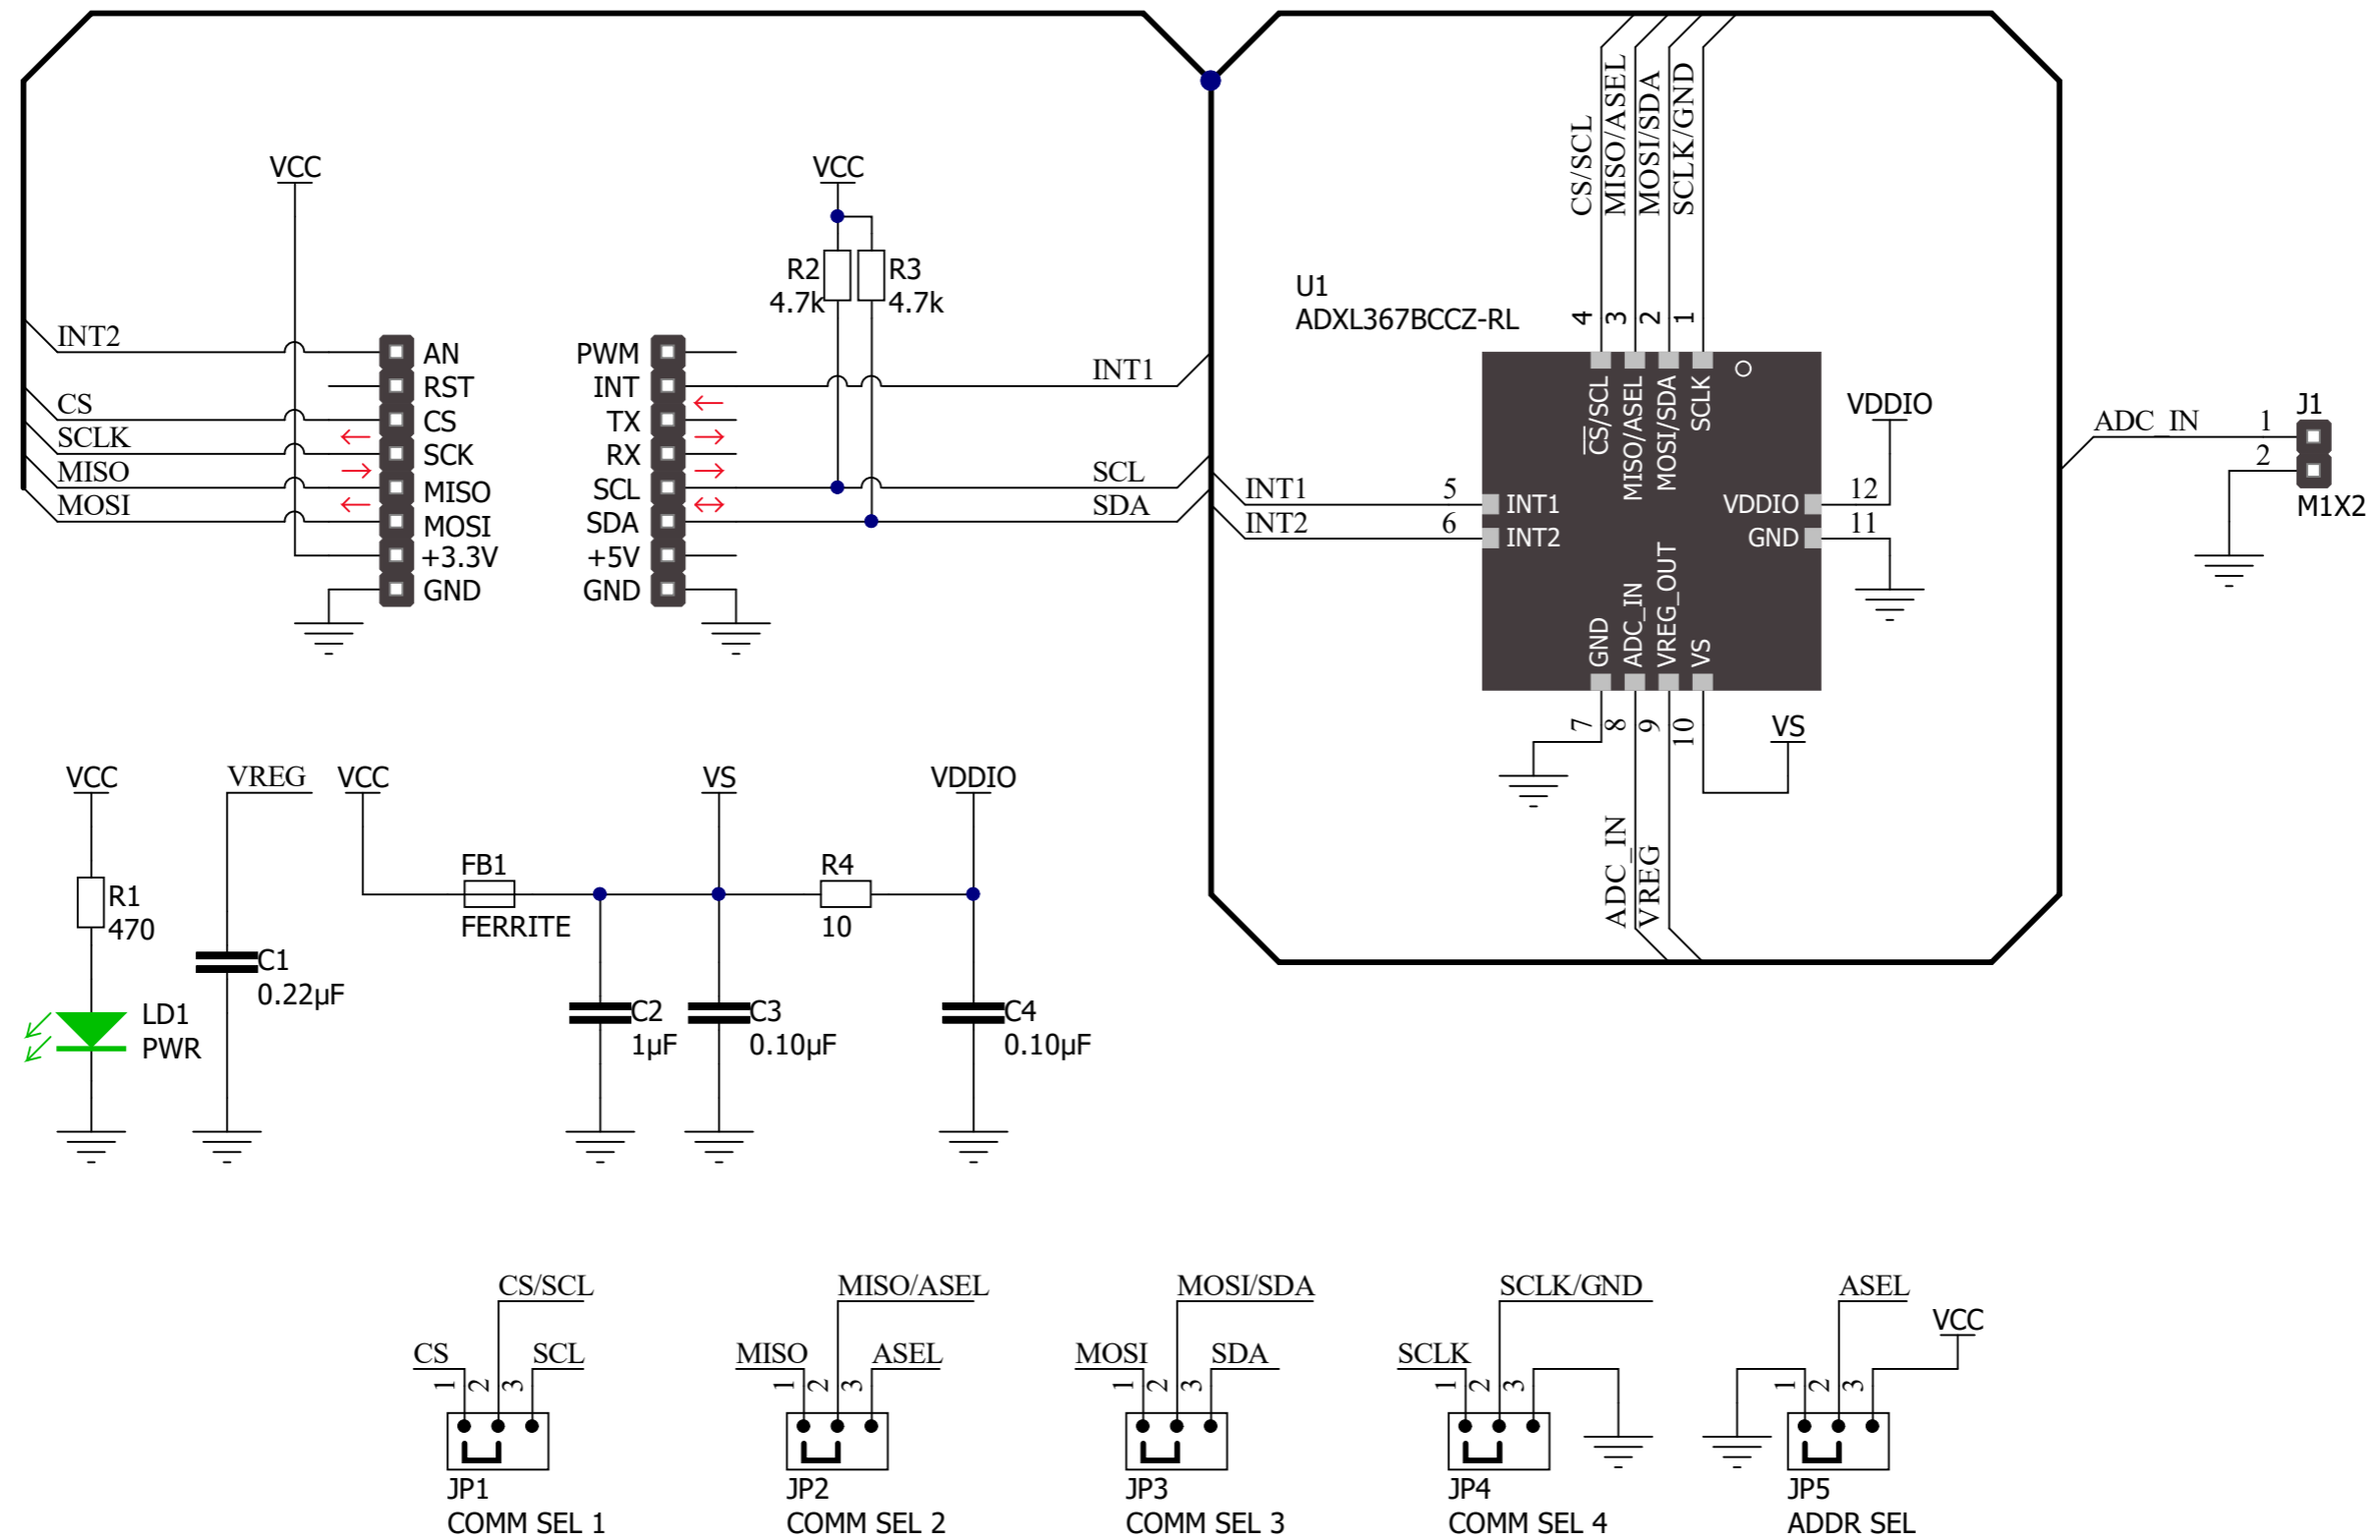 VCC
VCC
R2
4.7k
R3
4.7k
INT2
CS
SCLK
MISO
MOSI
AN
RST
CS
SCK
MISO
MOSI
+3.3V
GND
PWM
INT
TX
RX
SCL
SDA
+5V
GND
INT1
SCL
SDA
CS/SCL
MISO/ASEL
MOSI/SDA
SCLK/GND
U1
ADXL367BCCZ-RL
4
3
2
1
CS/SCL
MISO/ASEL
MOSI/SDA
SCLK
INT1
5
INT1
INT2
6
INT2
VDDIO
VDDIO
12
GND
11
GND
ADC_IN
VREG_OUT
VS
7
8
9
10
VS
ADC_IN
VREG
ADC_IN
1
2
J1
M1X2
VCC
R1
470
LD1
PWR
VREG
C1
0.22µF
VCC
FB1
FERRITE
VS
R4
10
VDDIO
C2
1µF
C3
0.10µF
C4
0.10µF
CS/SCL
CS
SCL
1
2
3
JP1
COMM SEL 1
MISO/ASEL
MISO
ASEL
1
2
3
JP2
COMM SEL 2
MOSI/SDA
MOSI
SDA
1
2
3
JP3
COMM SEL 3
SCLK/GND
SCLK
1
2
3
JP4
COMM SEL 4
ASEL
VCC
1
2
3
JP5
ADDR SEL